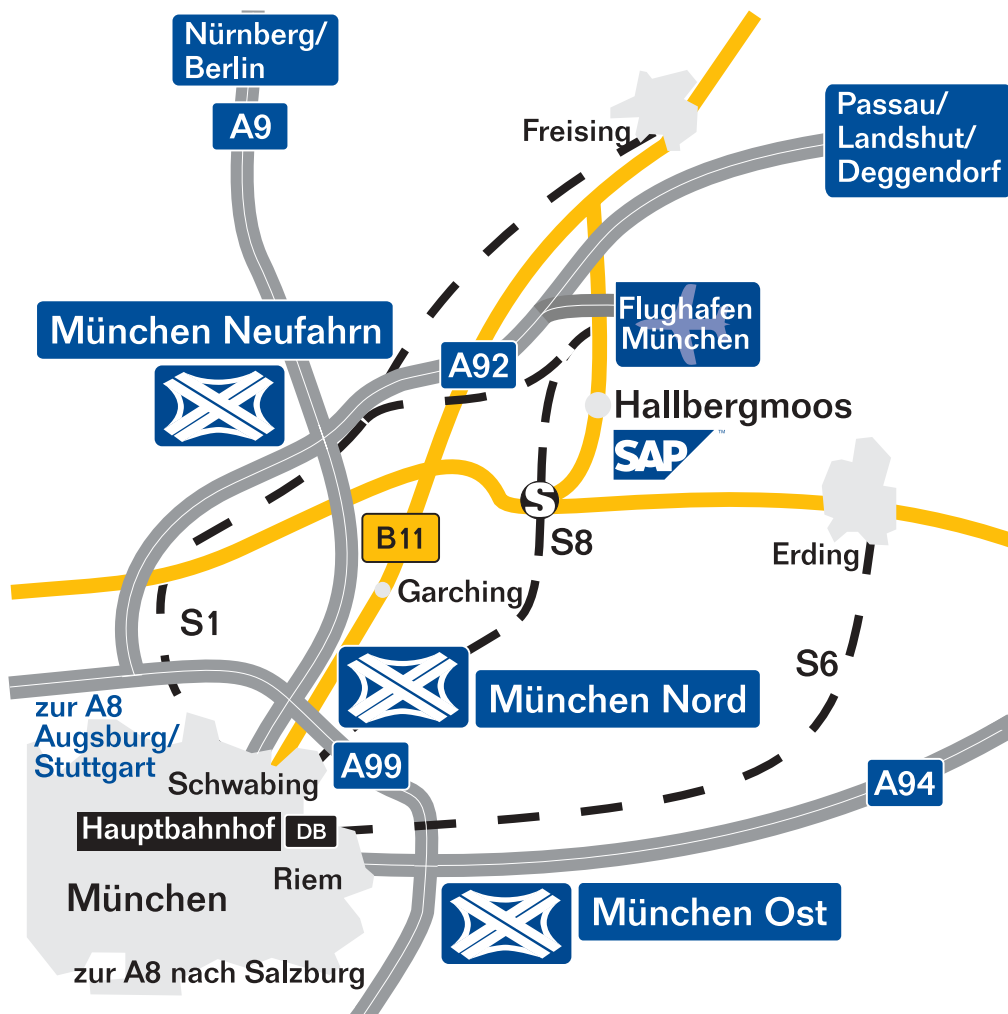 Nürnberg/
Berlin
A9
Freising
Passau/
Landshut/
Deggendorf
München Neufahrn
Flughafen
München
A92
Hallbergmoos
SAP™
S
B11
S8
Erding
Garching
S1
S6
München Nord
zur A8
Augsburg/
Stuttgart
Schwabing
A99
A94
Hauptbahnhof DB
Riem
München
München Ost
zur A8 nach Salzburg